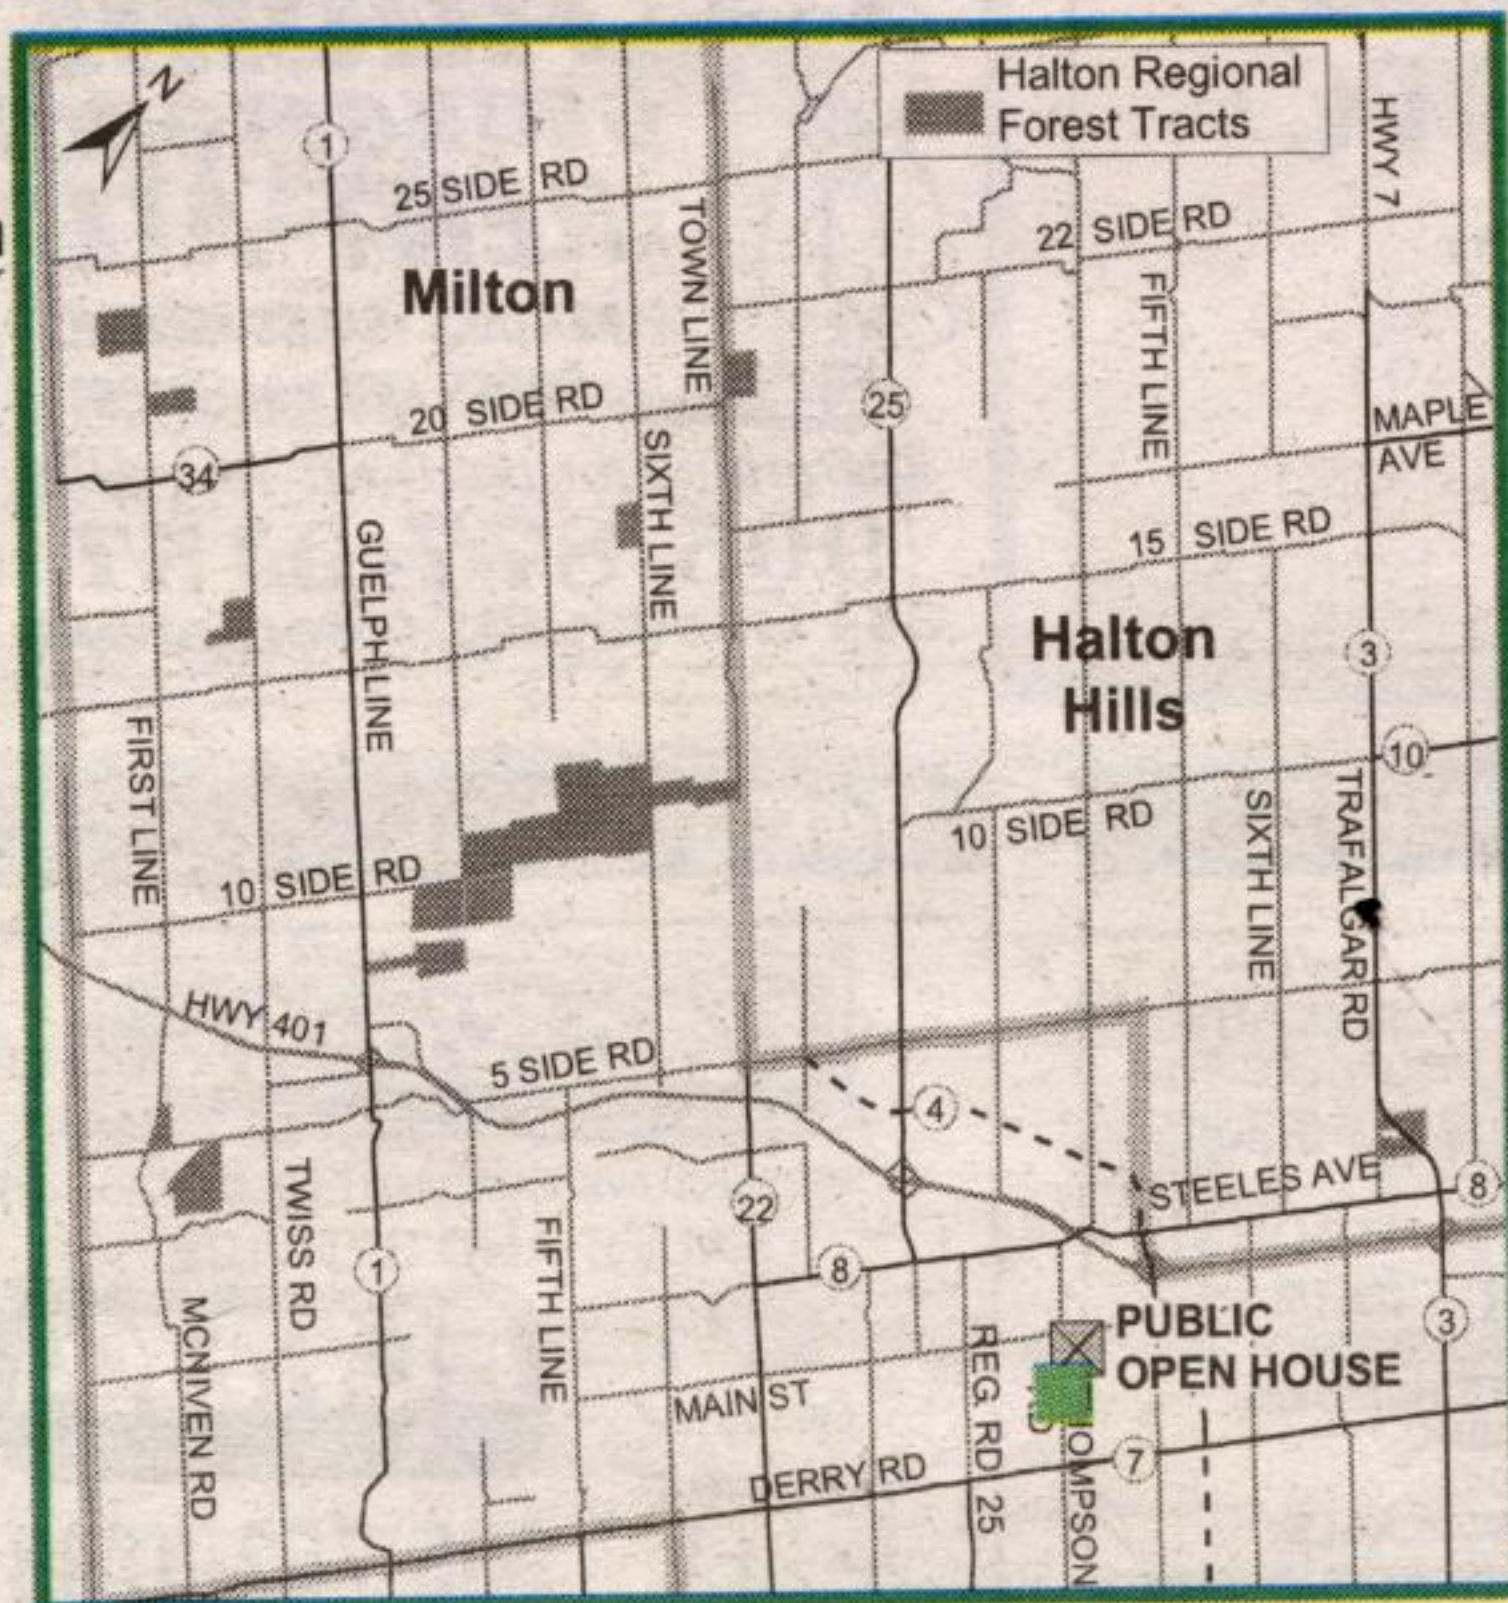 N
Halton Regional
Forest Tracts
1
HWY 7
25 SIDE RD
TOWN LINE
22 SIDE RD
Milton
FIFTH LINE
25
20 SIDE RD
MAPLE
AVE
SIXTH LINE
34
GUELPH LINE
15 SIDE RD
Halton
Hills
3
FIRST LINE
10
TRAFALGAR RD
SIXTH LINE
10 SIDE RD
10 SIDE RD
HWY 401
5 SIDE RD
4
TWISS RD
STEELES AVE
8
22
FIFTH LINE
1
8
MCNIVEN RD
PUBLIC
OPEN HOUSE
3
REG. RD 25
MAIN ST
DERRY RD
7